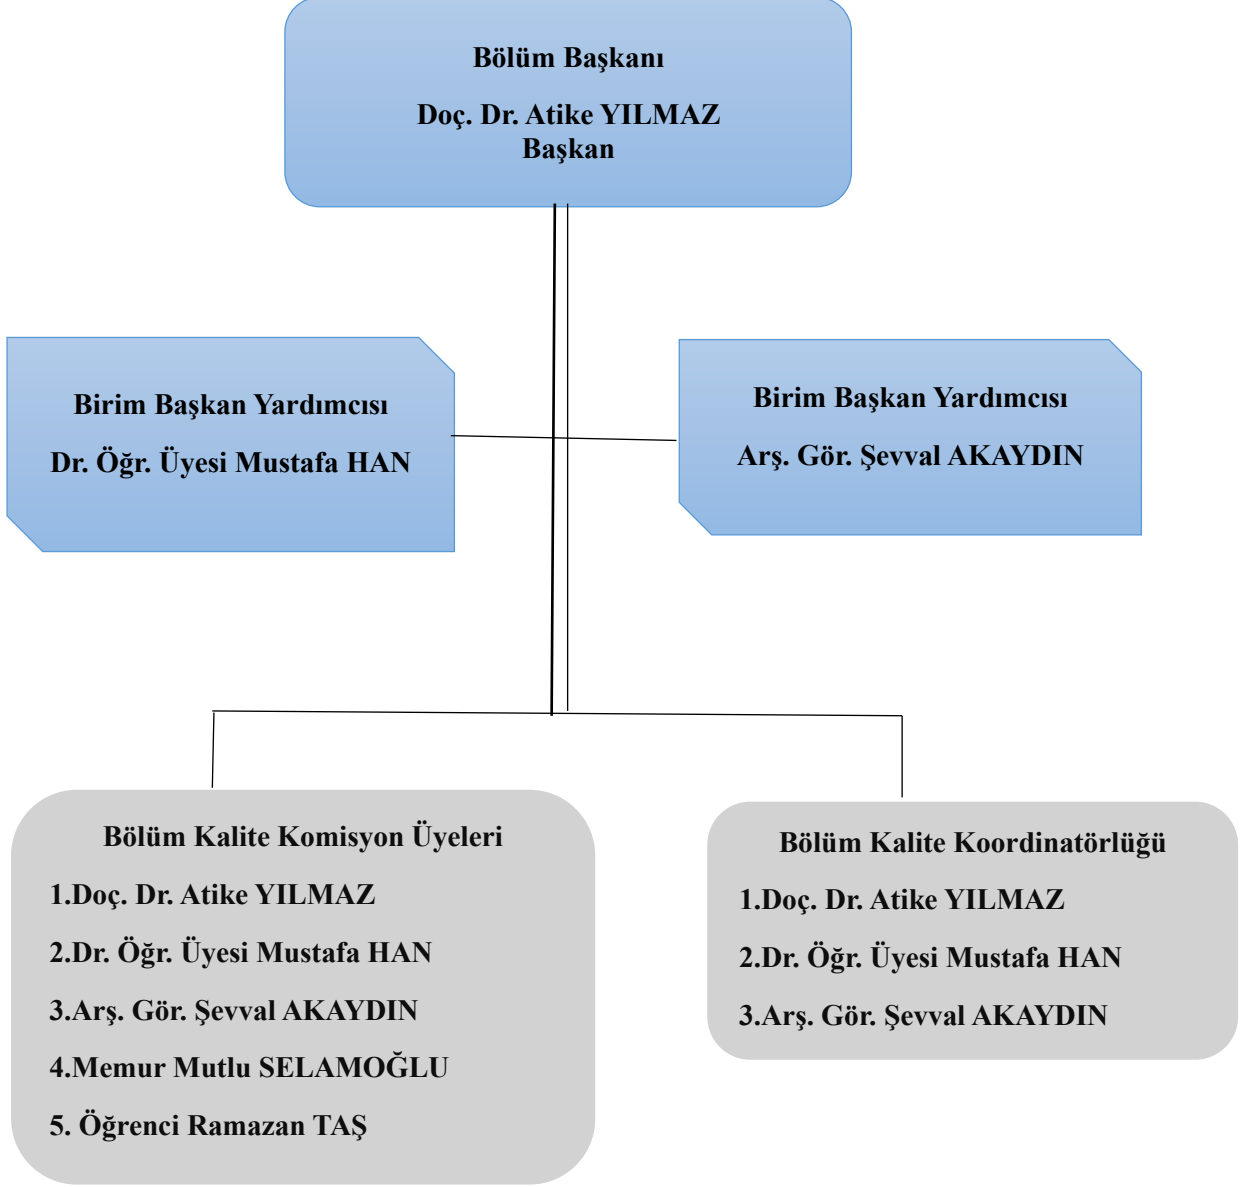 Bölüm Başkanı
Doç. Dr. Atike YILMAZ
Başkan
Birim Başkan Yardımcısı
Dr. Öğr. Üyesi Mustafa HAN
Birim Başkan Yardımcısı
Arş. Gör. Şevval AKAYDIN
Bölüm Kalite Komisyon Üyeleri
1.Doç. Dr. Atike YILMAZ
2.Dr. Öğr. Üyesi Mustafa HAN
3.Arş. Gör. Şevval AKAYDIN
4.Memur Mutlu SELAMOĞLU
5. Öğrenci Ramazan TAŞ
Bölüm Kalite Koordinatörlüğü
1.Doç. Dr. Atike YILMAZ
2.Dr. Öğr. Üyesi Mustafa HAN
3.Arş. Gör. Şevval AKAYDIN